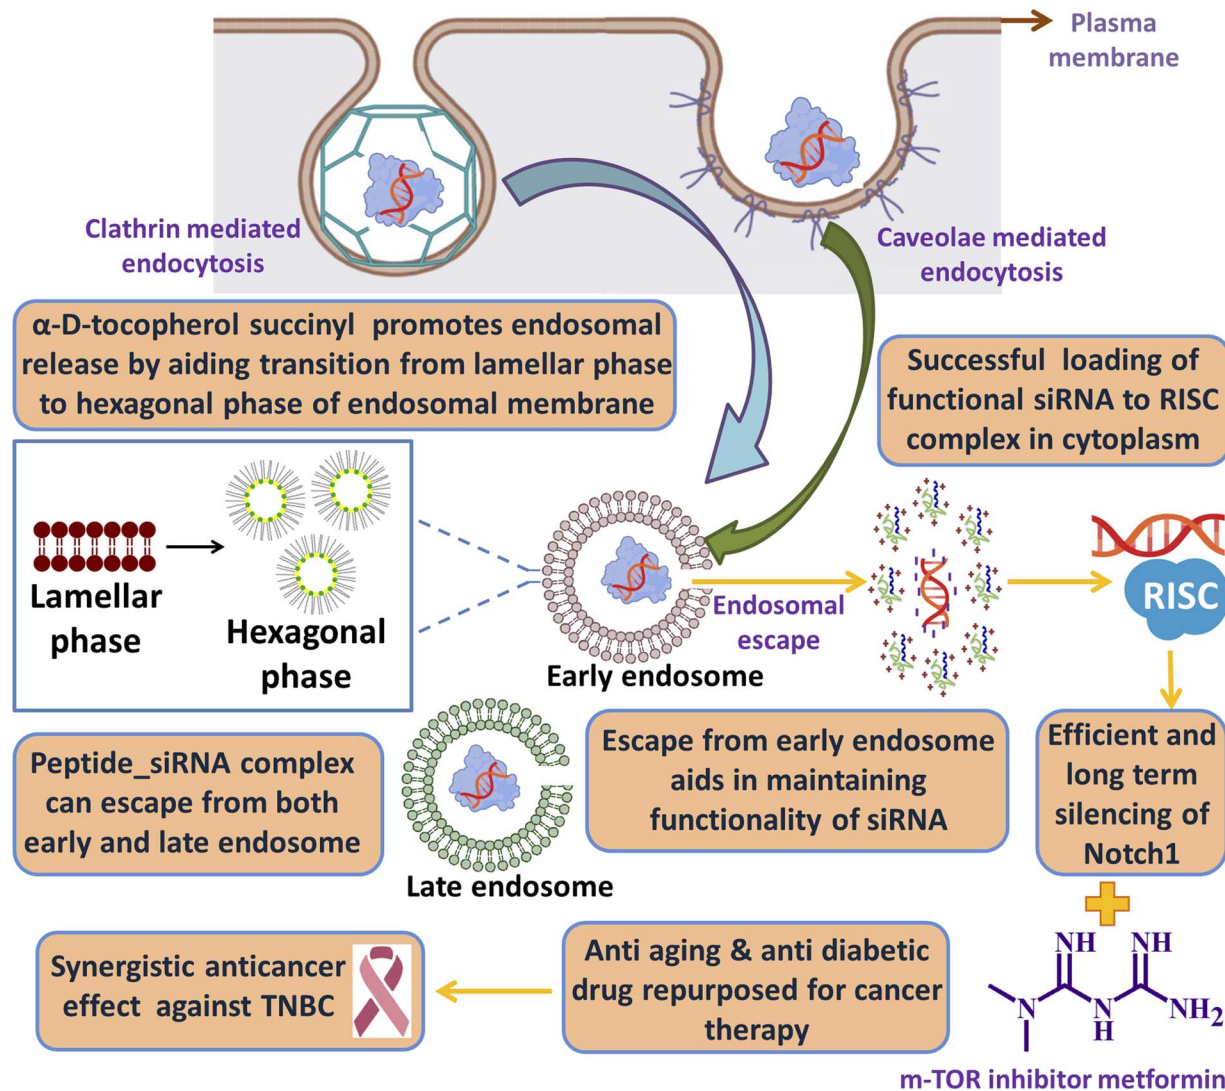 Plasma
membrane
Clathrin mediated
endocytosis
Caveolae mediated
endocytosis
α-D-tocopherol succinyl promotes endosomal
release by aiding transition from lamellar phase
to hexagonal phase of endosomal membrane
Successful loading of
functional siRNA to RISC
complex in cytoplasm
Lamellar
phase
Hexagonal
phase
Early endosome
Endosomal
escape
RISC
Peptide_siRNA complex
can escape from both
early and late endosome
Late endosome
Escape from early endosome
aids in maintaining
functionality of siRNA
Efficient and
long term
silencing of
Notch1
Synergistic anticancer
effect against TNBC
Anti aging & anti diabetic
drug repurposed for cancer
therapy
NH NH
N N NH2
H
m-TOR inhibitor metformin